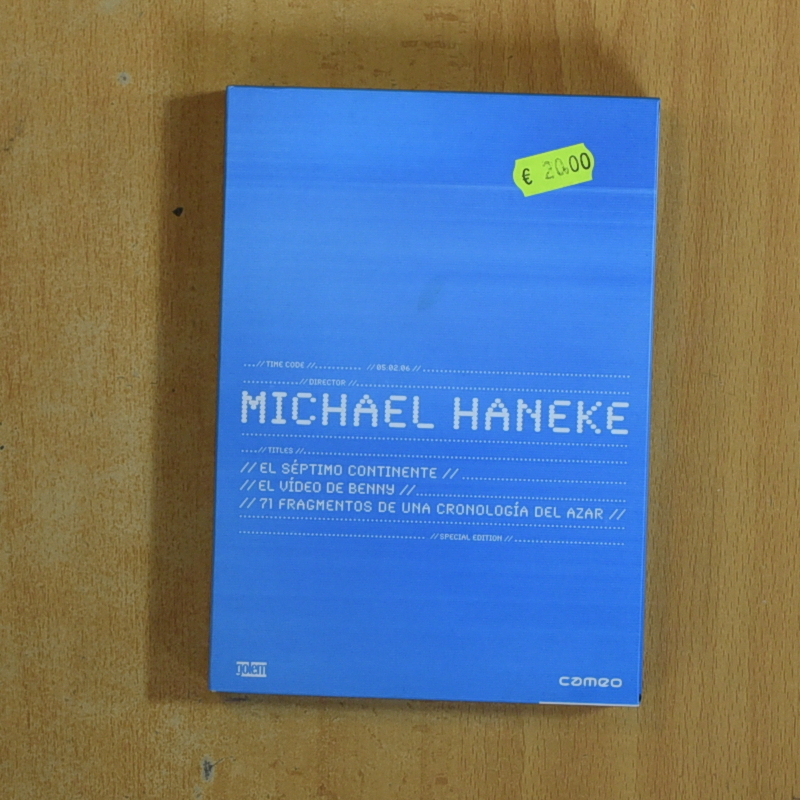 € 20,00
// TIME CODE // // 05:02:06 //
// DIRECTOR //
MICHAEL HANEKE
// TITLES //
// EL SÉPTIMO CONTINENTE //
// EL VÍDEO DE BENNY //
// 71 FRAGMENTOS DE UNA CRONOLOGÍA DEL AZAR //
// SPECIAL EDITION //
golem
cameo